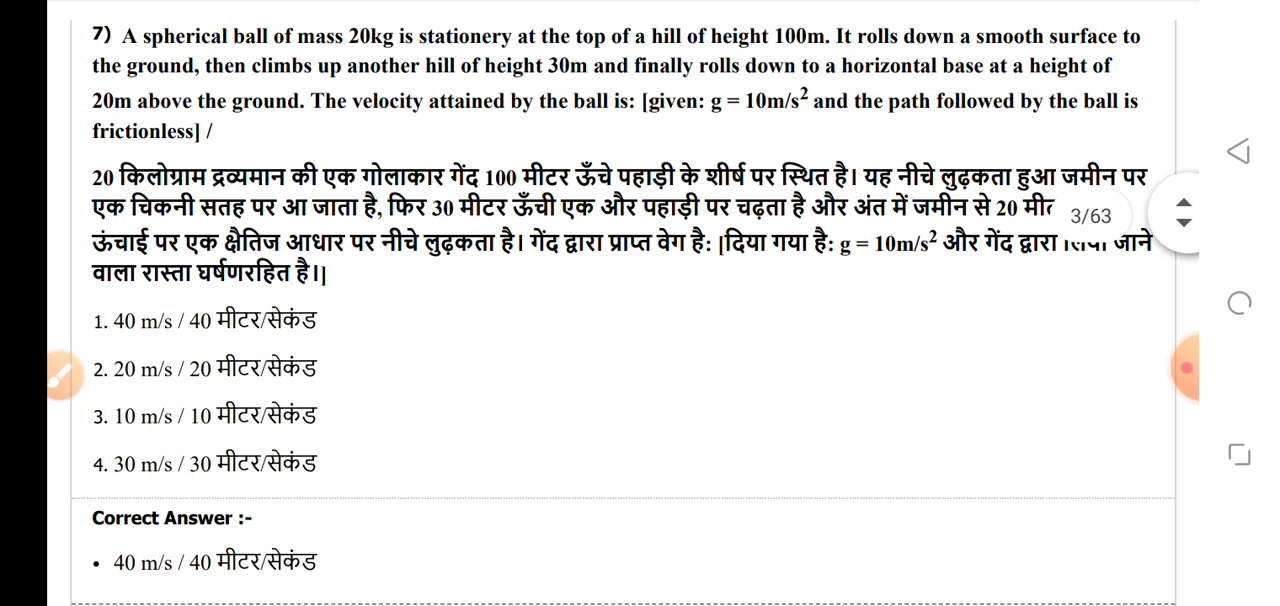 7) A spherical ball of mass 20kg is stationery at the top of a hill of height 100m. It rolls down a smooth surface to
the ground, then climbs up another hill of height 30m and finally rolls down to a horizontal base at a height of
20m above the ground. The velocity attained by the ball is: [given: g = 10m/s² and the path followed by the ball is
frictionless] /
20 किलोग्राम द्रव्यमान की एक गोलाकार गेंद 100 मीटर ऊँचे पहाड़ी के शीर्ष पर स्थित है। यह नीचे लुढ़कता हुआ जमीन पर
एक चिकनी सतह पर आ जाता है, फिर 30 मीटर ऊँची एक और पहाड़ी पर चढ़ता है और अंत में जमीन से 20
3/63
ऊंचाई पर एक क्षैतिज आधार पर नीचे लुढ़कता है। गेंद द्वारा प्राप्त वेग है: [दिया गया है: g = 10m/s² और गेंद द्वारा जाने
वाला रास्ता घर्षणरहित है।]
1. 40 m/s / 40 मीटर/सेकंड
2. 20 m/s / 20 मीटर/सेकंड
3. 10 m/s / 10 मीटर/सेकंड
4. 30 m/s / 30 मीटर/सेकंड
Correct Answer :-
• 40 m/s / 40 मीटर/सेकंड